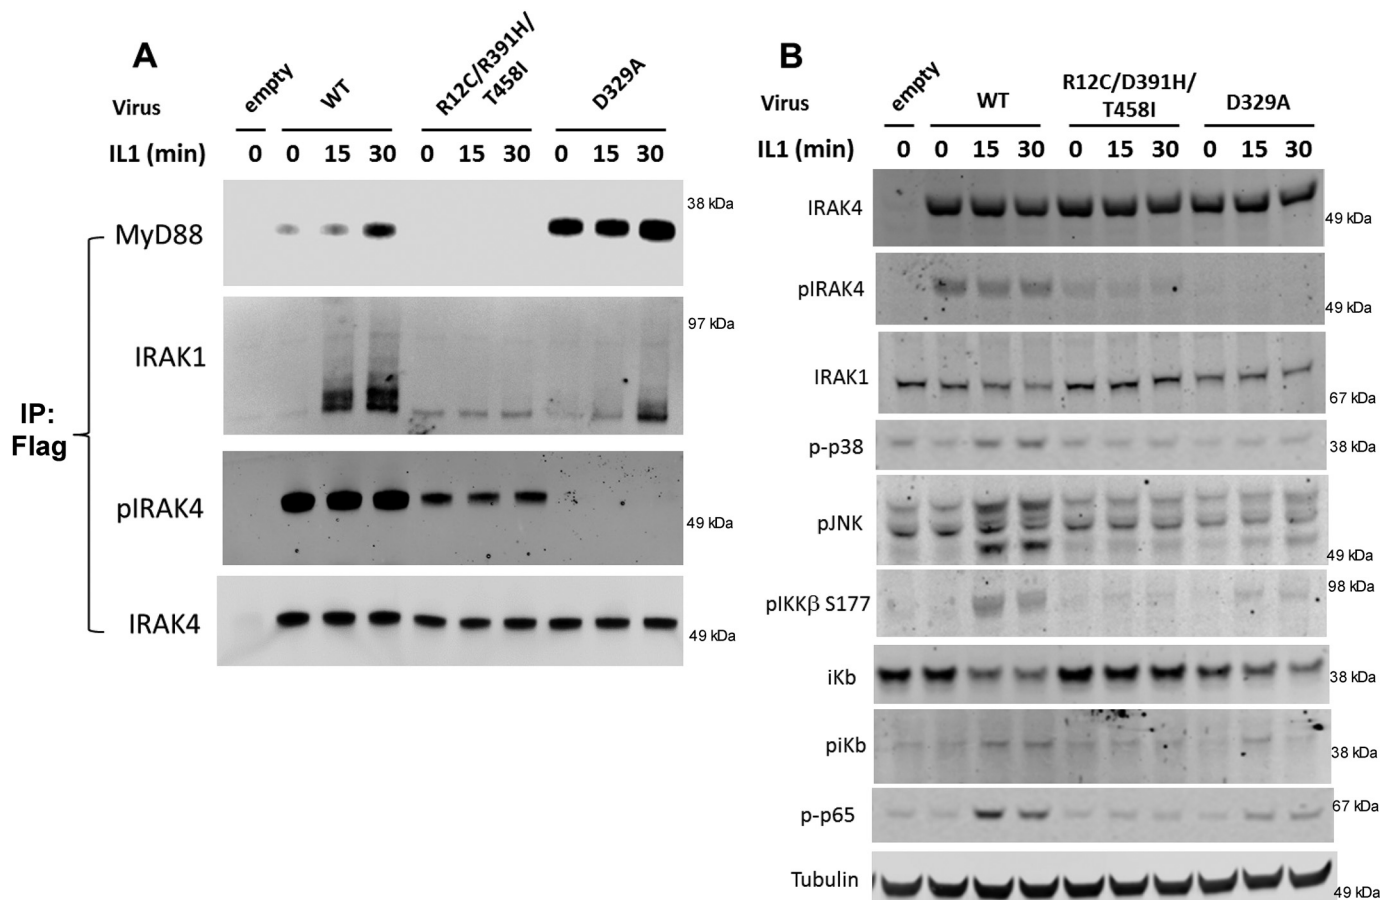 A
Virus
empty
WT
R12C/R391H/
T458I
D329A
IL1 (min)
0 0 15 30 0 15 30 0 15 30
IP:
Flag
MyD88
38 kDa
IRAK1
97 kDa
pIRAK4
49 kDa
IRAK4
49 kDa
B
Virus
empty
WT
R12C/D391H/
T458I
D329A
IL1 (min)
0 0 15 30 0 15 30 0 15 30
IRAK4
49 kDa
pIRAK4
49 kDa
IRAK1
67 kDa
p-p38
38 kDa
pJNK
49 kDa
pIKKβ S177
98 kDa
iKb
38 kDa
piKb
38 kDa
p-p65
67 kDa
Tubulin
49 kDa